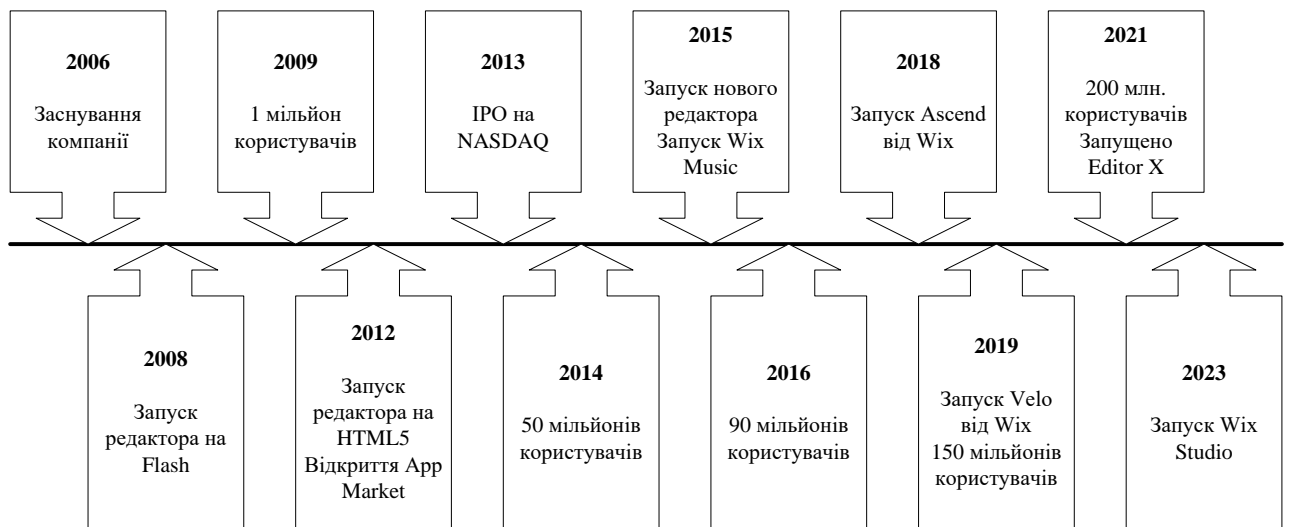 2006
Заснування
компанії
2009
1 мільйон
користувачів
2013
IPO на
NASDAQ
2015
Запуск нового
редактора
Запуск Wix
Music
2018
Запуск Ascend
від Wix
2021
200 млн.
користувачів
Запущено
Editor X
2008
Запуск
редактора на
Flash
2012
Запуск
редактора на
HTML5
Відкриття App
Market
2014
50 мільйонів
користувачів
2016
90 мільйонів
користувачів
2019
Запуск Velo
від Wix
150 мільйонів
користувачів
2023
Запуск Wix
Studio